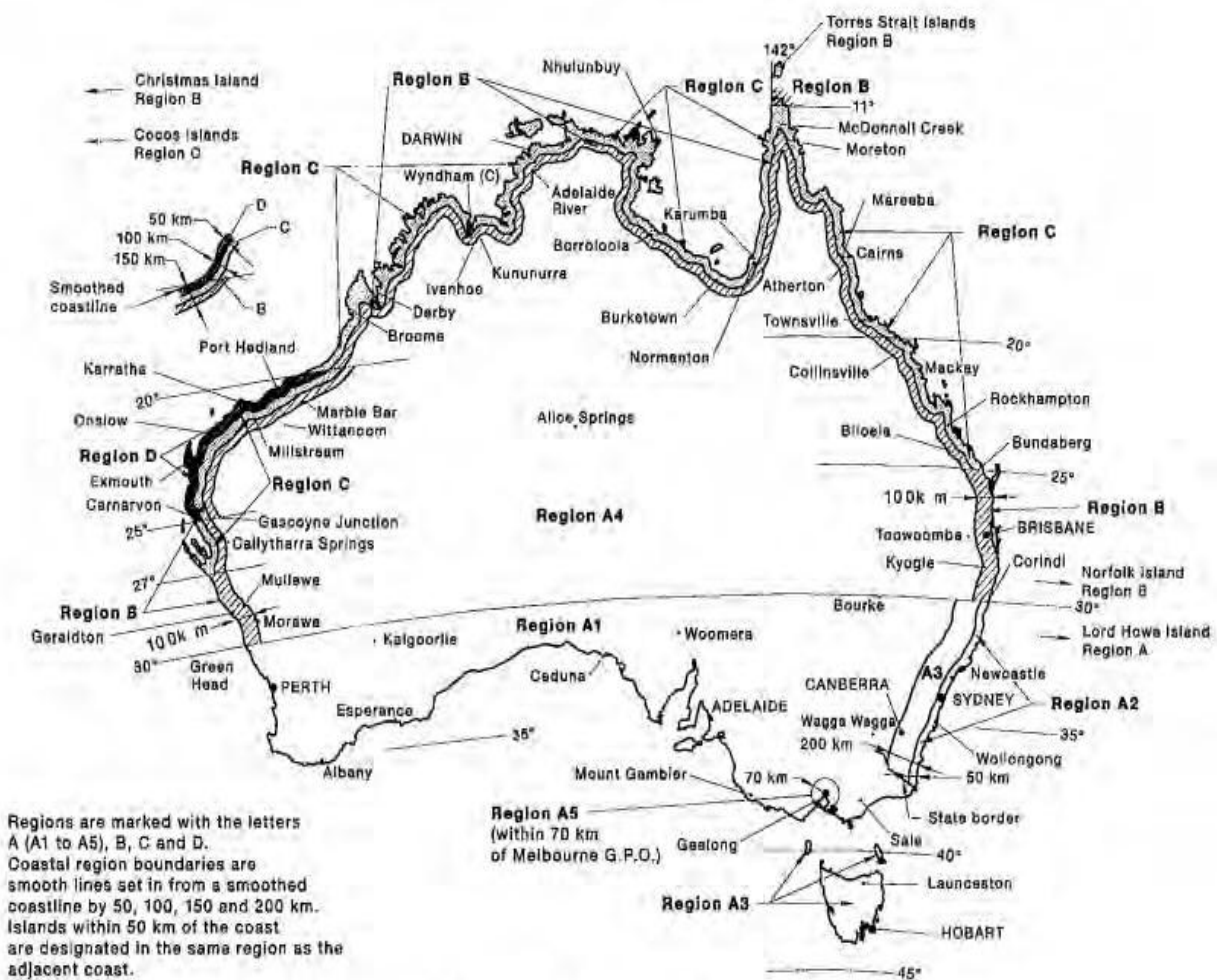 Torres Strait Islands
Region B
142°
Nhulunbuy
Christmas Island
Region B
Region B
Region C
Region B
11°
Cocos Islands
Region C
DARWIN
McDonnall Creek
Moreton
Region C
Wyndham (C)
Adelaide
River
Mareeba
50 km
D
C
100 km
150 km
Karumba
Borroloola
Region C
Cairns
Kununurra
Smoothed
coastline
B
Ivanhoe
Atherton
Derby
Burketown
Townsville
Broome
Port Hedland
Normanton
20°
Collinsville
Karratha
Mackay
20°
Marble Bar
Onslow
Wittanoom
Alice Springs
Rockhampton
Millstream
Biloela
Bundaberg
Region D
Exmouth
25°
Region C
Carnarvon
100k m
Region B
25°
Gascoyne Junction
Region A4
BRISBANE
Callytharra Springs
Toowoomba
27°
Kyogle
Corindi
Mullewa
Norfolk Island
Region B
Region B
Bourke
30°
Geraldton
100k m
Morawa
Region A1
Lord Howe Island
Region A
30°
Kalgoorlie
Woomera
Green
Head
Ceduna
A3
Newcastle
PERTH
CANBERRA
SYDNEY
Region A2
Esperance
ADELAIDE
Wagga Wagga
35°
35°
200 km
Wollongong
Albany
Mount Gambier
70 km
50 km
Region A5
(within 70 km
of Melbourne G.P.O.)
State border
Geelong
Sale
40°
Launceston
Region A3
HOBART
45°
Regions are marked with the letters
A (A1 to A5), B, C and D.
Coastal region boundaries are
smooth lines set in from a smoothed
coastline by 50, 100, 150 and 200 km.
Islands within 50 km of the coast
are designated in the same region as the
adjacent coast.